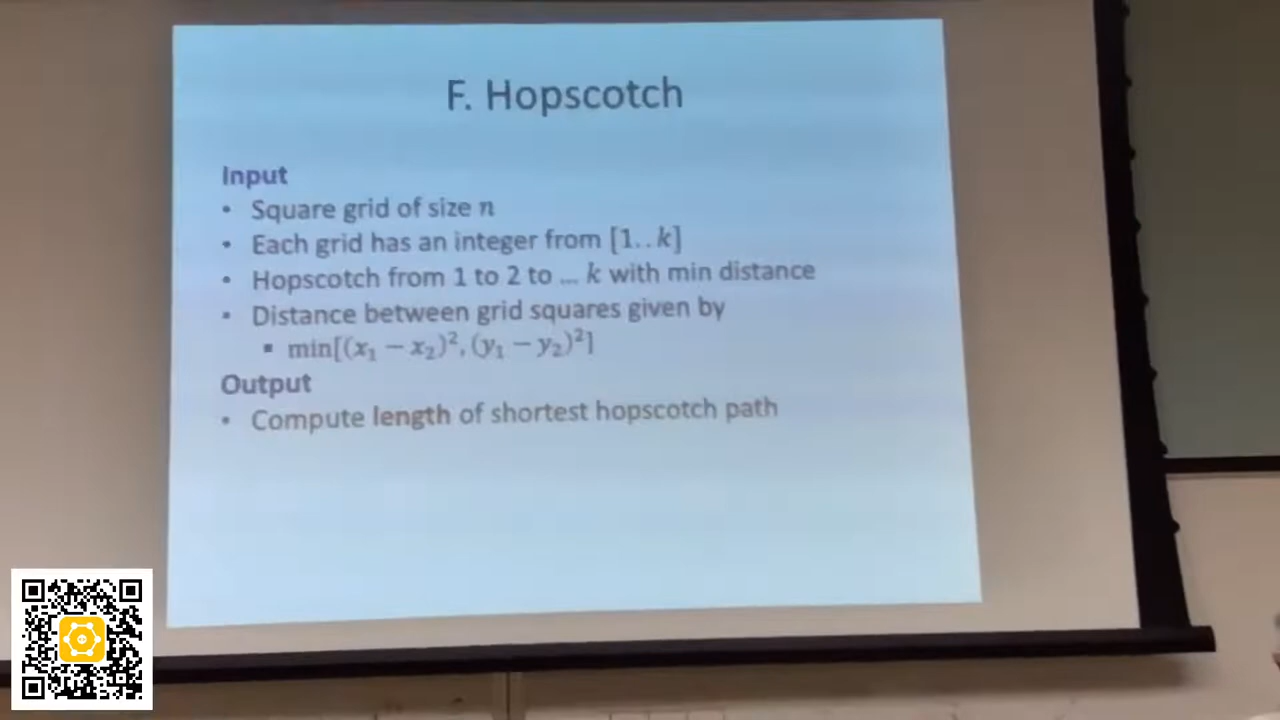 F. Hopscotch
Input
• Square grid of size n
• Each grid has an integer from [1..k]
• Hopscotch from 1 to 2 to ... k with min distance
• Distance between grid squares given by
▪ min[(x₁ − x₂)², (y₁ − y₂)²]
Output
• Compute length of shortest hopscotch path